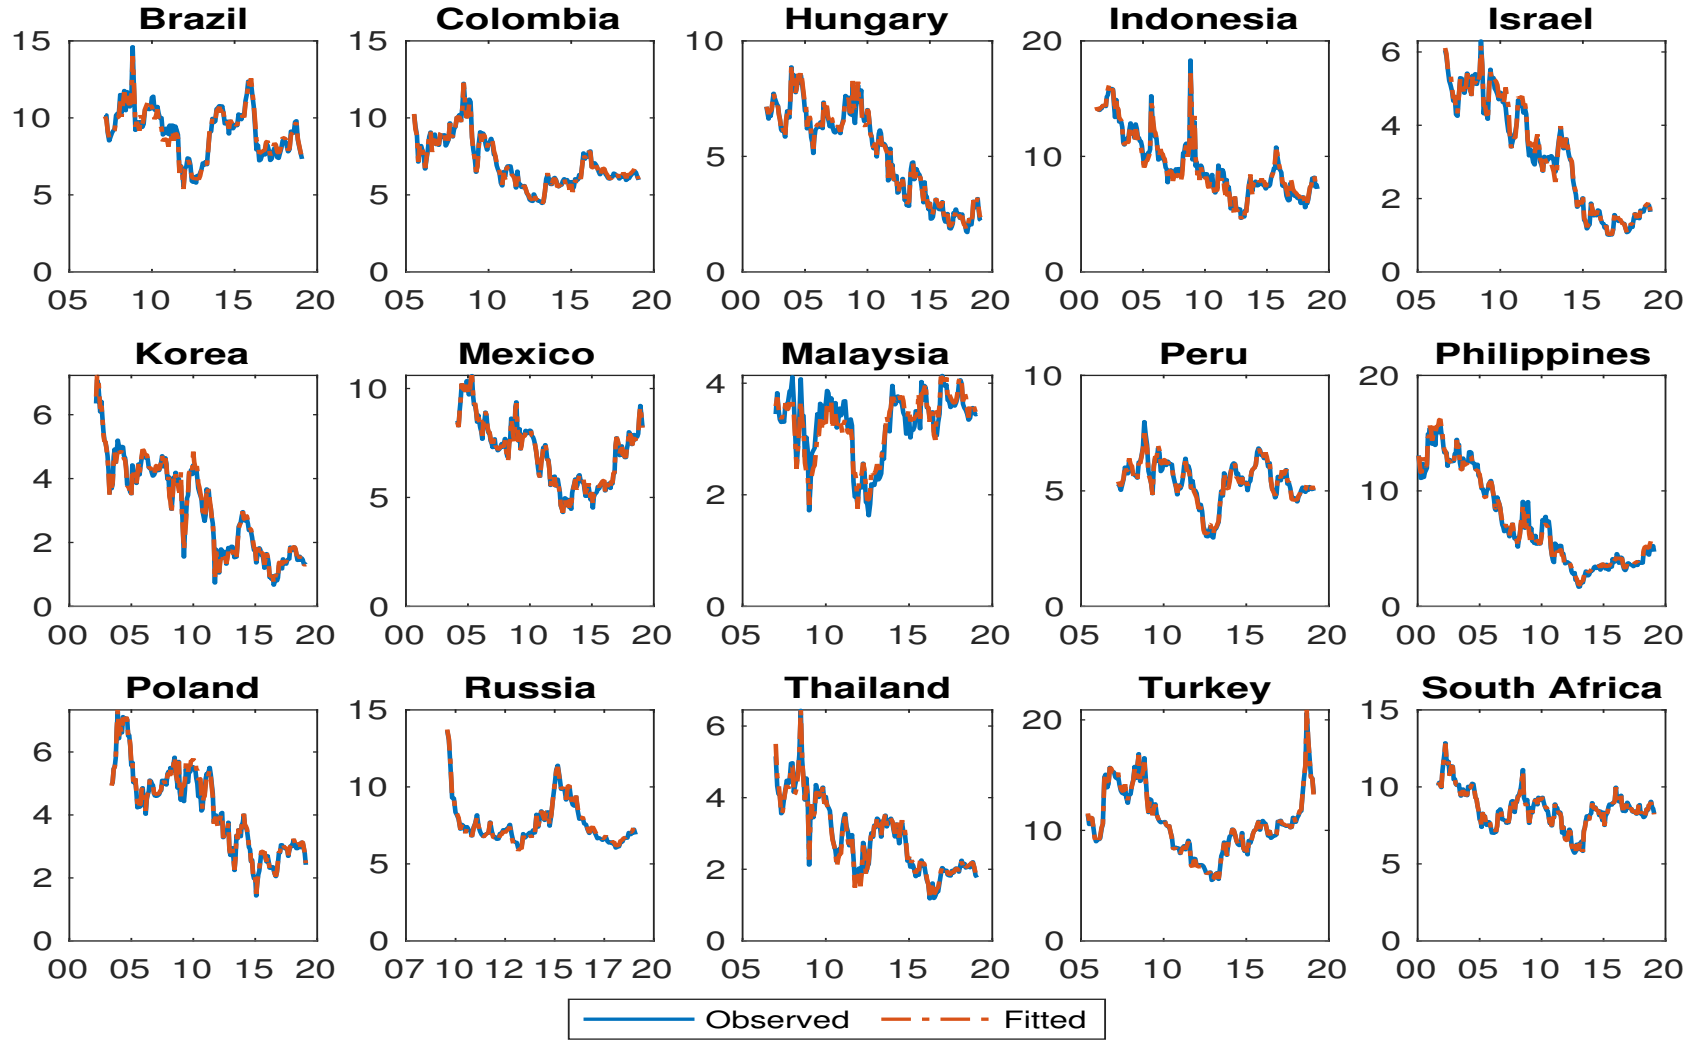 Brazil Colombia Hungary Indonesia Israel
15 10 5 0 05 10 15 20
15 10 5 0 05 10 15 20
10 5 0 00 05 10 15 20
20 10 0 00 05 10 15 20
6 4 2 0 05 10 15 20
Korea Mexico Malaysia Peru Philippines
6 4 2 0 00 05 10 15 20
10 5 0 00 05 10 15 20
4 2 0 05 10 15 20
10 5 0 05 10 15 20
20 10 0 00 05 10 15 20
Poland Russia Thailand Turkey South Africa
6 4 2 0 00 05 10 15 20
15 10 5 0 07 10 12 15 17 20
6 4 2 0 05 10 15 20
20 10 0 05 10 15 20
15 10 5 0 00 05 10 15 20
Observed Fitted